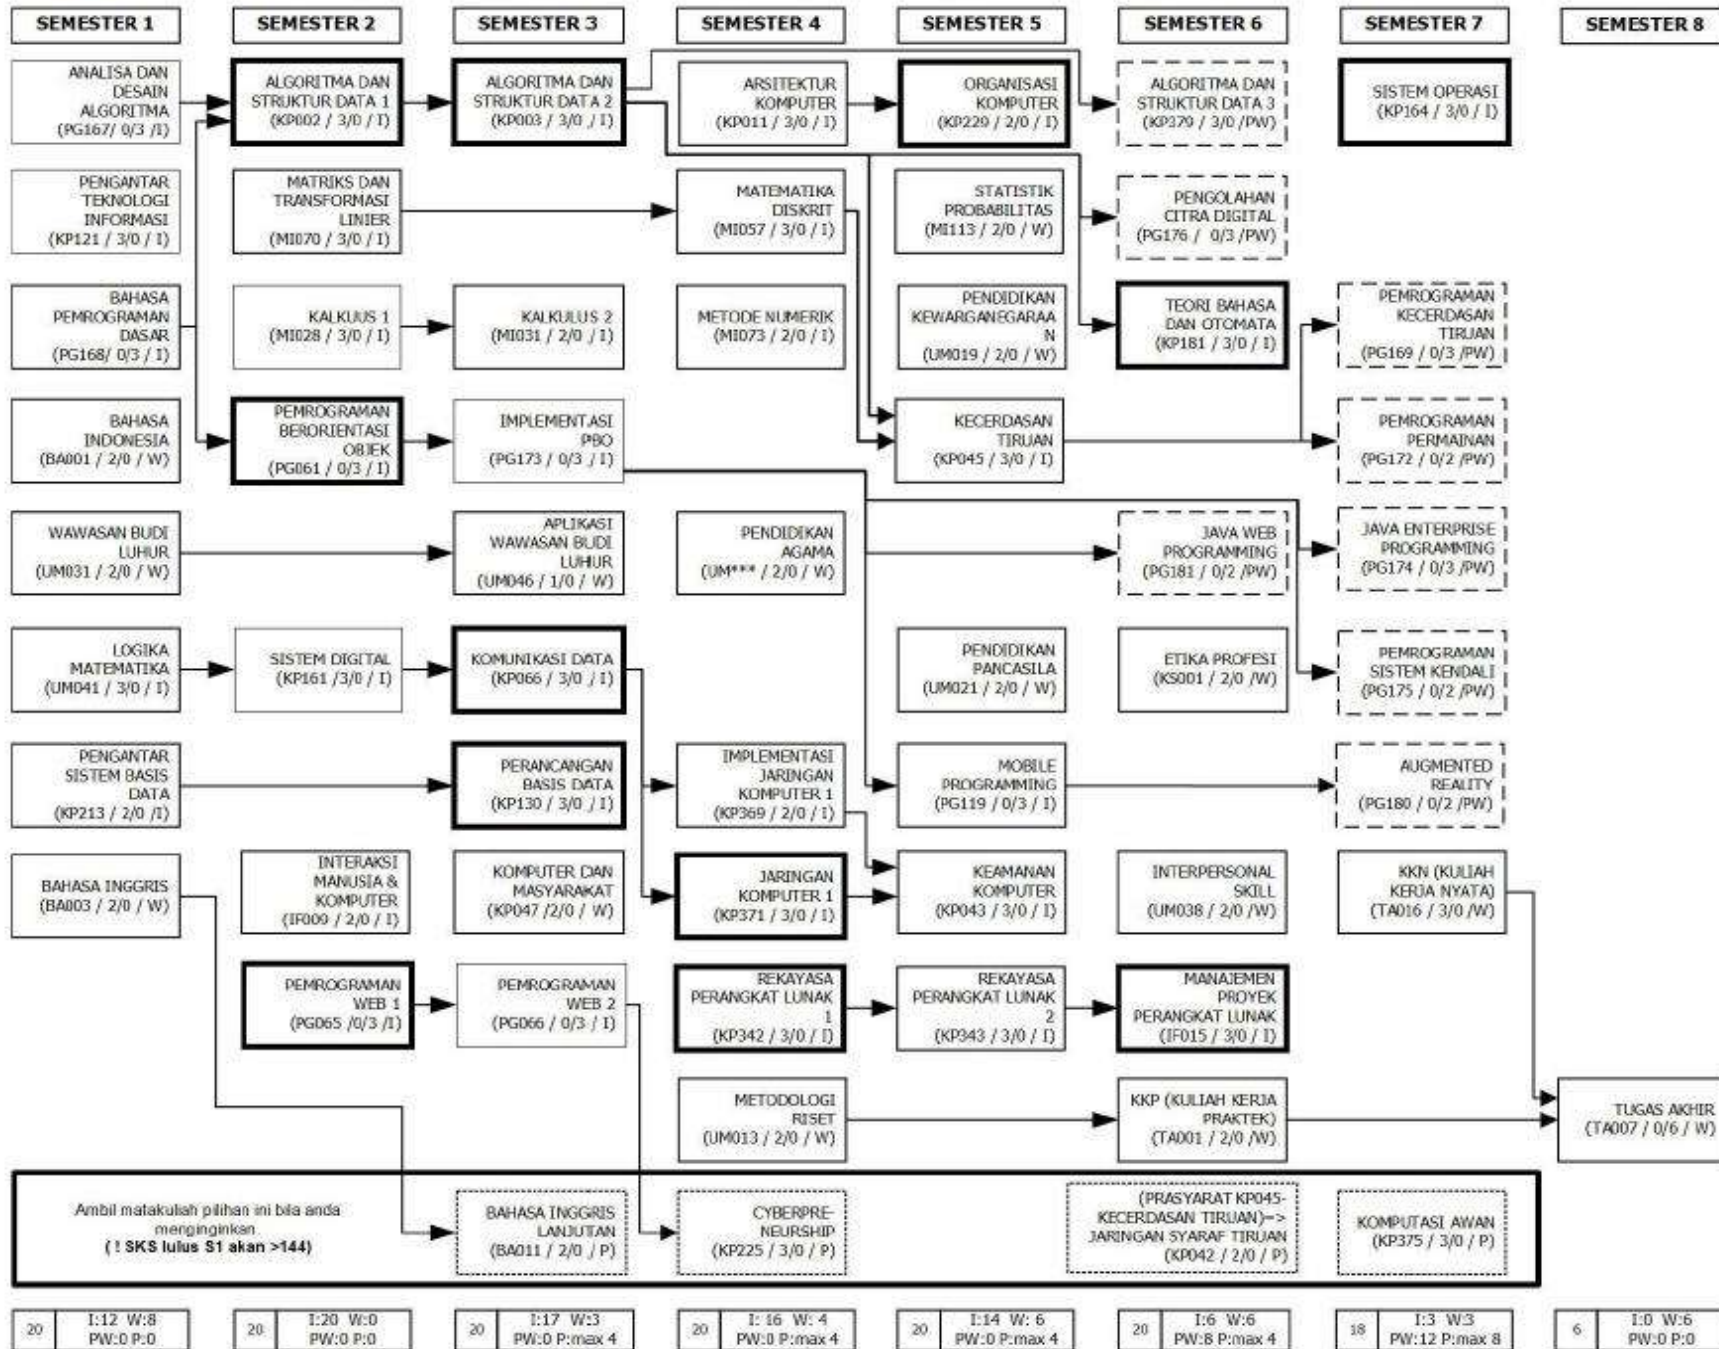 SEMESTER 1
SEMESTER 2
SEMESTER 3
SEMESTER 4
SEMESTER 5
SEMESTER 6
SEMESTER 7
SEMESTER 8
ANALISA DAN
DESAIN
ALGORITMA
(PG167/ 0/3 /I)
ALGORITMA DAN
STRUKTUR DATA 1
(KP002 / 3/0 / I)
ALGORITMA DAN
STRUKTUR DATA 2
(KP003 / 3/0 / I)
ARSITEKTUR
KOMPUTER
(KP011 / 3/0 / I)
ORGANISASI
KOMPUTER
(KP229 / 2/0 / I)
ALGORITMA DAN
STRUKTUR DATA 3
(KP379 / 3/0 /PW)
SISTEM OPERASI
(KP164 / 3/0 / I)
PENGANTAR
TEKNOLOGI
INFORMASI
(KP121 / 3/0 / I)
MATRIKS DAN
TRANSFORMASI
LINIER
(MI070 / 3/0 / I)
MATEMATIKA
DISKRIT
(MI057 / 3/0 / I)
STATISTIK
PROBABILITAS
(MI113 / 2/0 / W)
PENGOLAHAN
CITRA DIGITAL
(PG176 / 0/3 /PW)
BAHASA
PEMROGRAMAN
DASAR
(PG168/ 0/3 / I)
KALKUUS 1
(MI028 / 3/0 / I)
KALKULUS 2
(MI031 / 2/0 / I)
METODE NUMERIK
(MI073 / 2/0 / I)
PENDIDIKAN
KEWARGANEGARAA
N
(UM019 / 2/0 / W)
TEORI BAHASA
DAN OTOMATA
(KP181 / 3/0 / I)
PEMROGRAMAN
KECERDASAN
TIRUAN
(PG169 / 0/3 /PW)
BAHASA
INDONESIA
(BA001 / 2/0 / W)
PEMROGRAMAN
BERORIENTASI
OBJEK
(PG061 / 0/3 / I)
IMPLEMENTASI
PBO
(PG173 / 0/3 / I)
KECERDASAN
TIRUAN
(KP045 / 3/0 / I)
PEMROGRAMAN
PERMAINAN
(PG172 / 0/2 /PW)
WAWASAN BUDI
LUHUR
(UM031 / 2/0 / W)
APLIKASI
WAWASAN BUDI
LUHUR
(UM046 / 1/0 / W)
PENDIDIKAN
AGAMA
(UM*** / 2/0 / W)
JAVA WEB
PROGRAMMING
(PG181 / 0/2 /PW)
JAVA ENTERPRISE
PROGRAMMING
(PG174 / 0/3 /PW)
LOGIKA
MATEMATIKA
(UM041 / 3/0 / I)
SISTEM DIGITAL
(KP161 /3/0 / I)
KOMUNIKASI DATA
(KP066 / 3/0 / I)
PENDIDIKAN
PANCASILA
(UM021 / 2/0 / W)
ETIKA PROFESI
(KS001 / 2/0 /W)
PEMROGRAMAN
SISTEM KENDALI
(PG175 / 0/2 /PW)
PENGANTAR
SISTEM BASIS
DATA
(KP213 / 2/0 /I)
PERANCANGAN
BASIS DATA
(KP130 / 3/0 / I)
IMPLEMENTASI
JARINGAN
KOMPUTER 1
(KP369 / 2/0 / I)
MOBILE
PROGRAMMING
(PG119 / 0/3 / I)
AUGMENTED
REALITY
(PG180 / 0/2 /PW)
BAHASA INGGRIS
(BA003 / 2/0 / W)
INTERAKSI
MANUSIA &
KOMPUTER
(IF009 / 2/0 / I)
KOMPUTER DAN
MASYARAKAT
(KP047 /2/0 / W)
JARINGAN
KOMPUTER 1
(KP371 / 3/0 / I)
KEAMANAN
KOMPUTER
(KP043 / 3/0 / I)
INTERPERSONAL
SKILL
(UM038 / 2/0 /W)
KKN (KULIAH
KERJA NYATA)
(TA016 / 3/0 /W)
PEMROGRAMAN
WEB 1
(PG065 /0/3 /I)
PEMROGRAMAN
WEB 2
(PG066 / 0/3 / I)
REKAYASA
PERANGKAT LUNAK
1
(KP342 / 3/0 / I)
REKAYASA
PERANGKAT LUNAK
2
(KP343 / 3/0 / I)
MANAJEMEN
PROYEK
PERANGKAT LUNAK
(IF015 / 3/0 / I)
METODOLOGI
RISET
(UM013 / 2/0 / W)
KKP (KULIAH KERJA
PRAKTEK)
(TA001 / 2/0 /W)
TUGAS AKHIR
(TA007 / 0/6 / W)
Ambil matakuliah pilihan ini bila anda
menginginkan
( ! SKS lulus S1 akan >144)
BAHASA INGGRIS
LANJUTAN
(BA011 / 2/0 / P)
CYBERPRE-
NEURSHIP
(KP225 / 3/0 / P)
(PRASYARAT KP045-
KECERDASAN TIRUAN)->
JARINGAN SYARAF TIRUAN
(KP042 / 2/0 / P)
KOMPUTASI AWAN
(KP375 / 3/0 / P)
20
I:12 W:8
PW:0 P:0
20
I:20 W:0
PW:0 P:0
20
I:17 W:3
PW:0 P:max 4
20
I: 16 W: 4
PW:0 P:max 4
20
I:14 W: 6
PW:0 P:max 4
20
I:6 W:6
PW:8 P:max 4
18
I:3 W:3
PW:12 P:max 8
6
I:0 W:6
PW:0 P:0